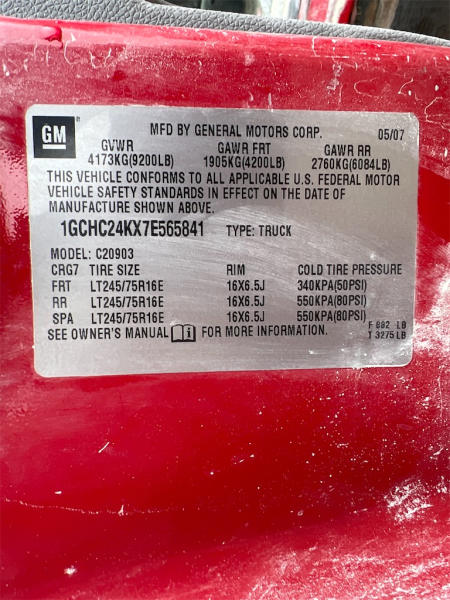 GM
MFD BY GENERAL MOTORS CORP. 05/07
GVWR GAWR FRT GAWR RR
4173KG(9200LB) 1905KG(4200LB) 2760KG(6084LB)
THIS VEHICLE CONFORMS TO ALL APPLICABLE U.S. FEDERAL MOTOR
VEHICLE SAFETY STANDARDS IN EFFECT ON THE DATE OF
MANUFACTURE SHOWN ABOVE.
1GCHC24KX7E565841 TYPE: TRUCK
MODEL: C20903
CRG7 TIRE SIZE RIM COLD TIRE PRESSURE
FRT LT245/75R16E 16X6.5J 340KPA(50PSI)
RR LT245/75R16E 16X6.5J 550KPA(80PSI)
SPA LT245/75R16E 16X6.5J 550KPA(80PSI)
SEE OWNER'S MANUAL FOR MORE INFORMATION. F 892 LB
T 3275 LB